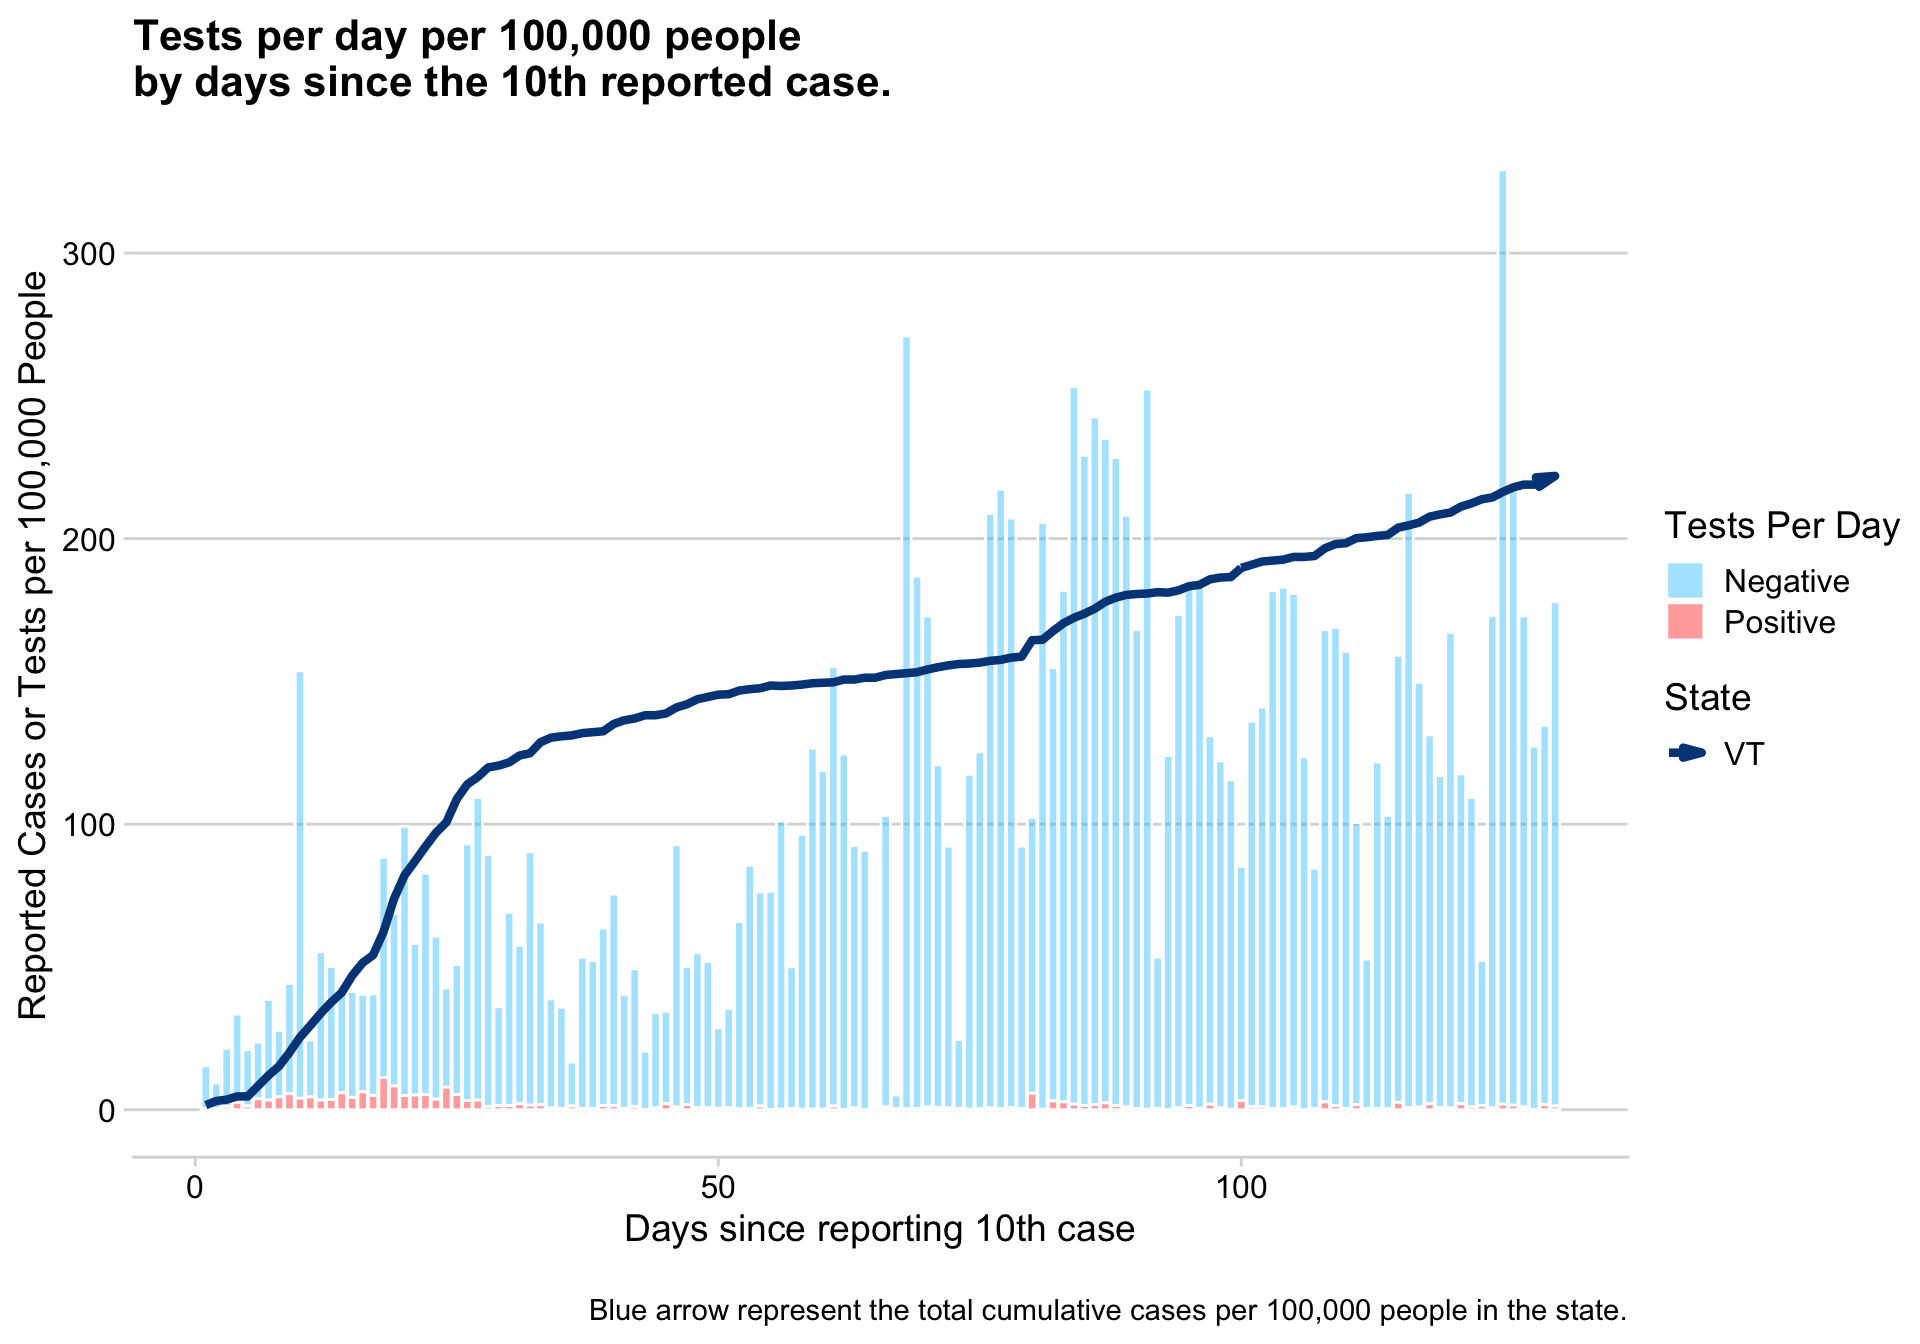 Tests per day per 100,000 people
by days since the 10th reported case.
Reported Cases or Tests per 100,000 People
300
200
100
0
0
50
100
Days since reporting 10th case
Tests Per Day
Negative
Positive
State
VT
Blue arrow represent the total cumulative cases per 100,000 people in the state.